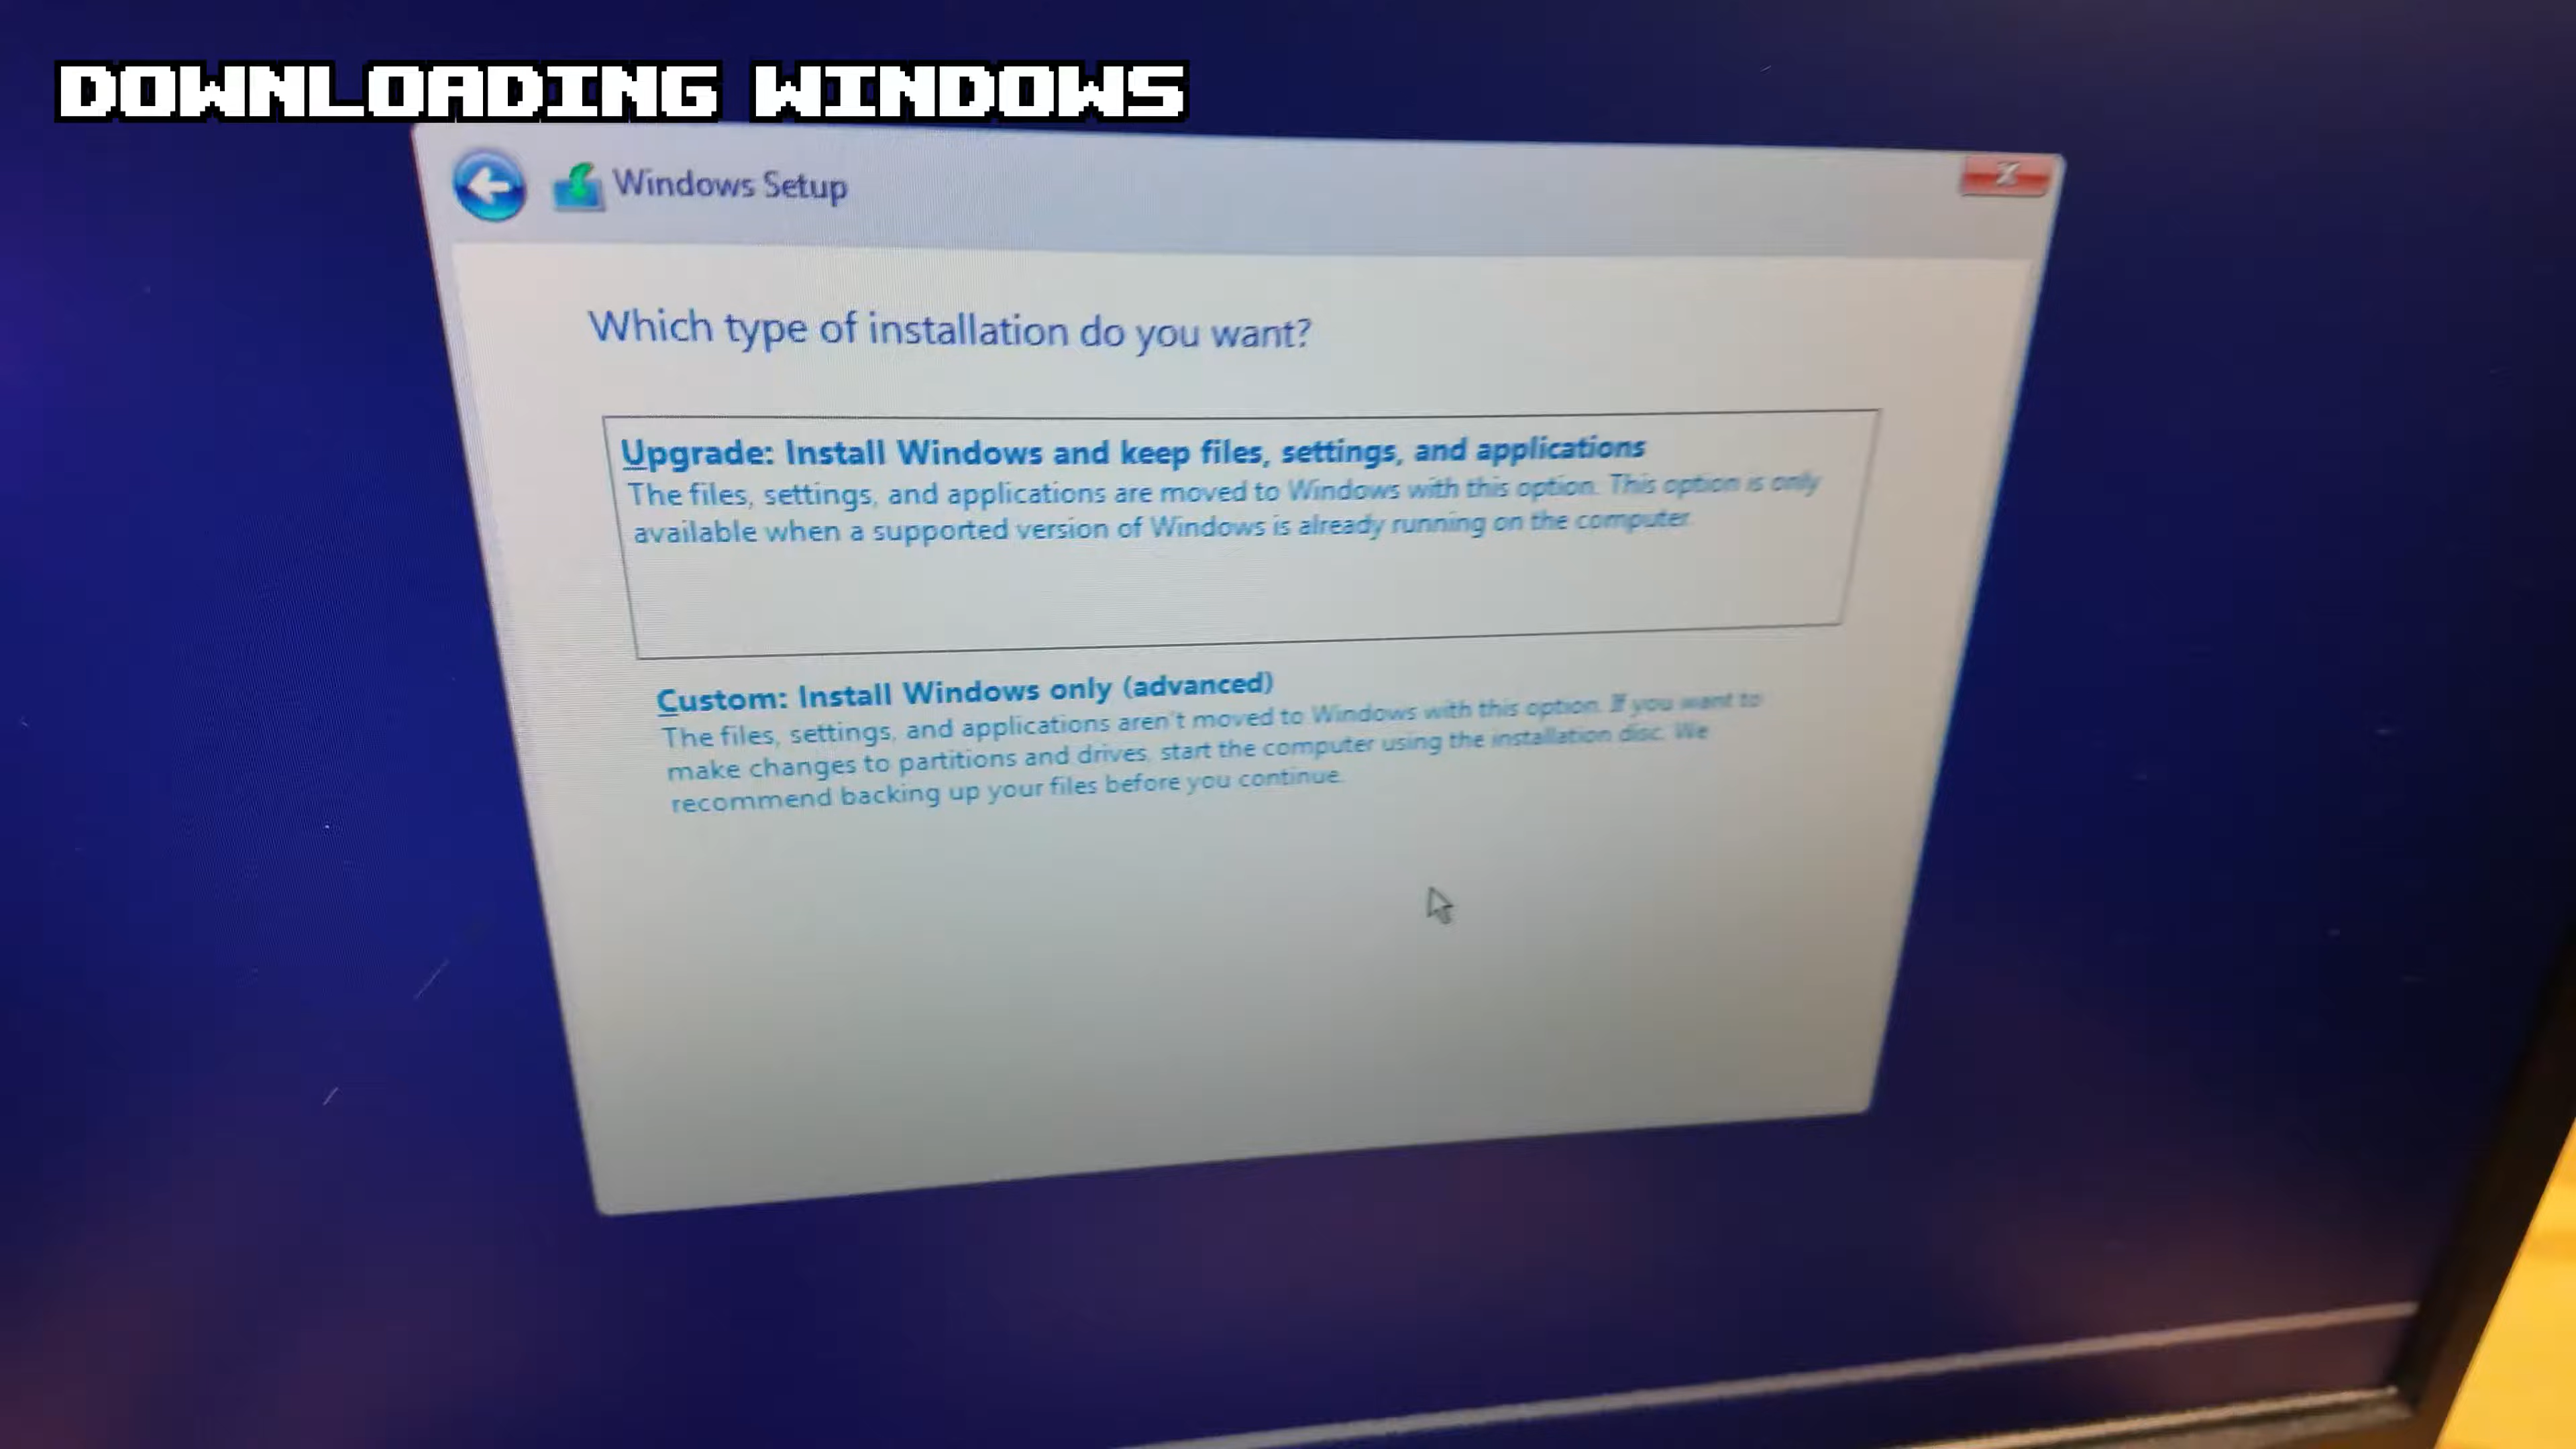 DOWNLOADING WINDOWS
Windows Setup
Which type of installation do you want?
Upgrade: Install Windows and keep files, settings, and applications
The files, settings, and applications are moved to Windows with this option. This option is only
available when a supported version of Windows is already running on the computer.
Custom: Install Windows only (advanced)
The files, settings, and applications aren't moved to Windows with this option. If you want to
make changes to partitions and drives, start the computer using the installation disc. We
recommend backing up your files before you continue.